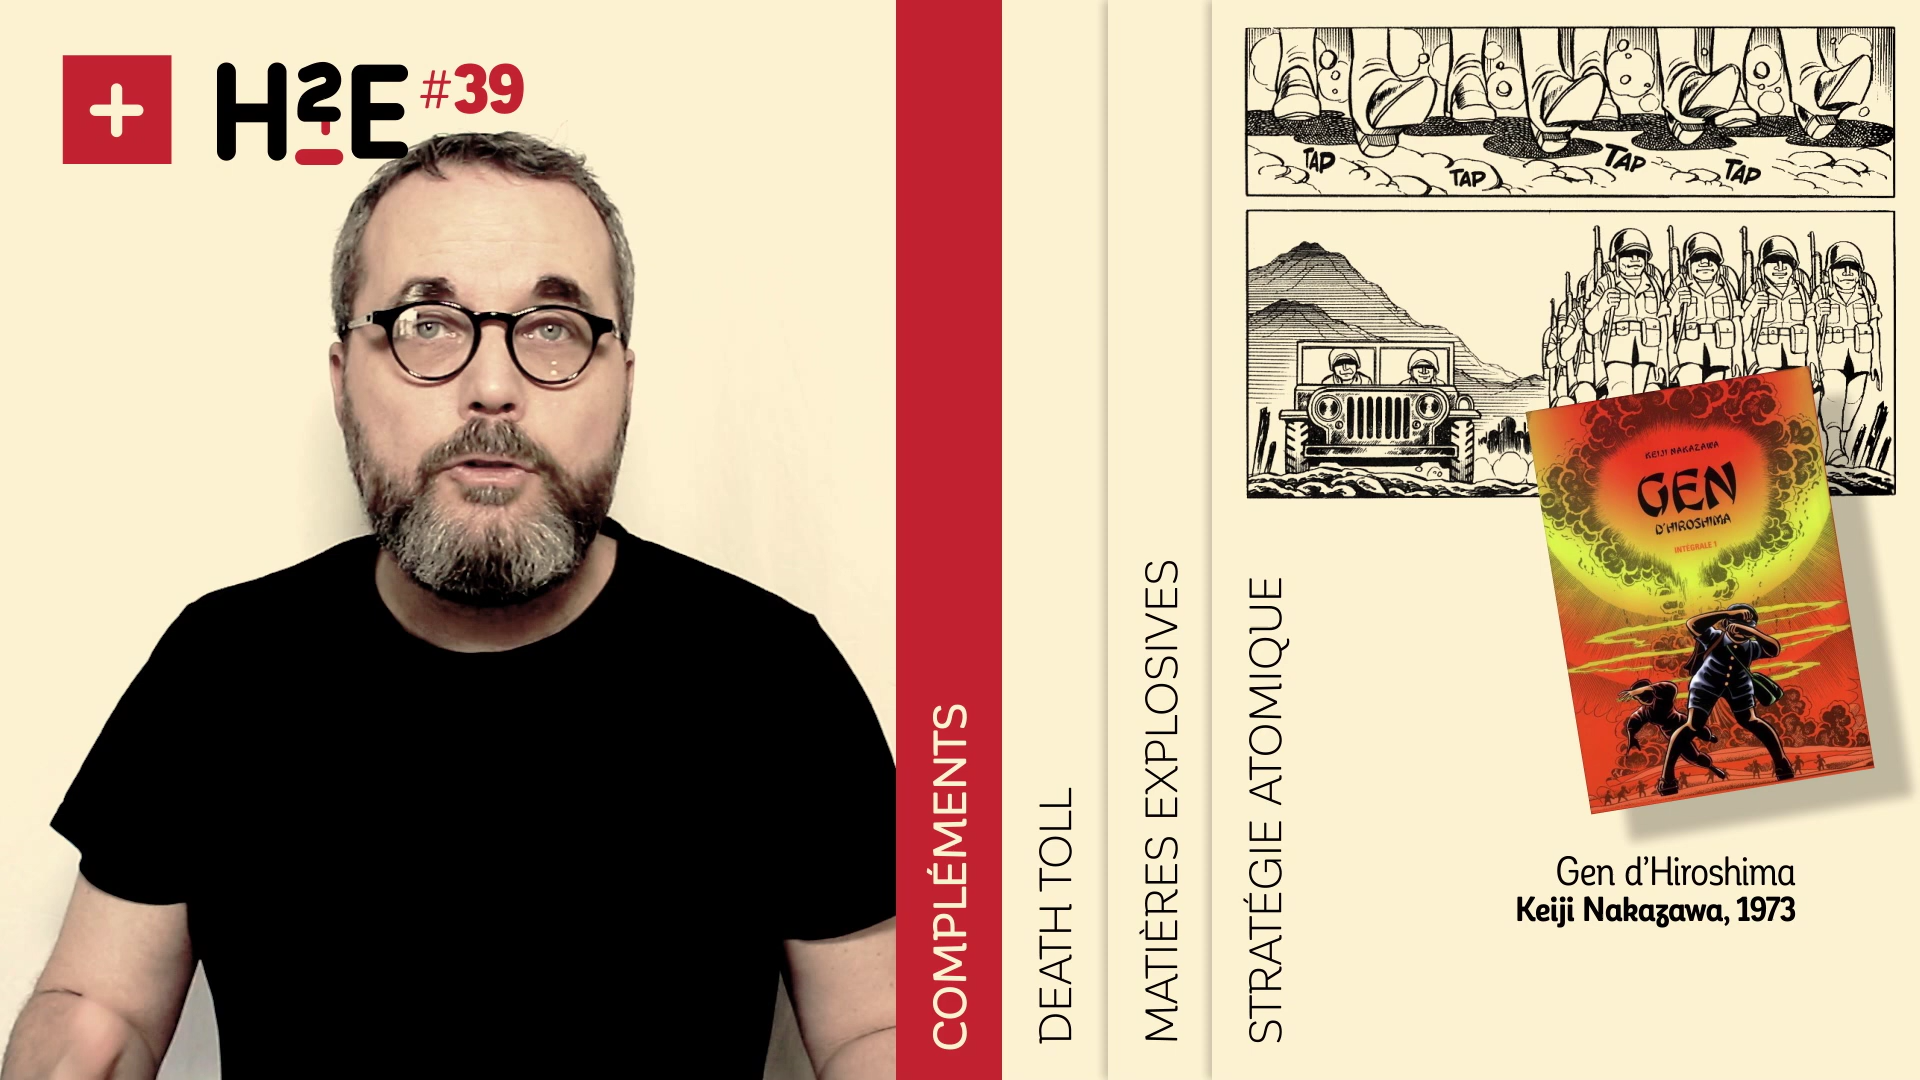 H2E #39
COMPLÉMENTS
DEATH TOLL
MATIÈRES EXPLOSIVES
STRATÉGIE ATOMIQUE
TAP
TAP
TAP
TAP
KEIJI NAKAZAWA
GEN
D'HIROSHIMA
INTÉGRALE 1
Gen d'Hiroshima
Keiji Nakazawa, 1973